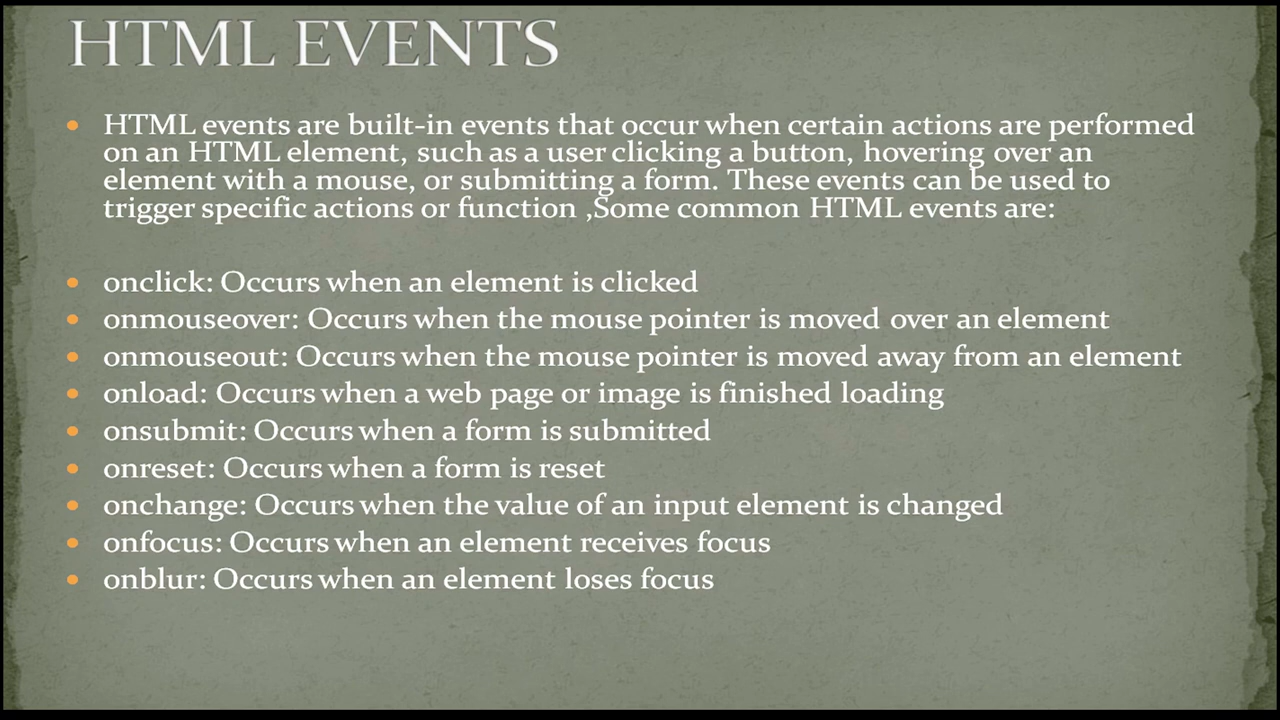 HTML EVENTS
HTML events are built-in events that occur when certain actions are performed
on an HTML element, such as a user clicking a button, hovering over an
element with a mouse, or submitting a form. These events can be used to
trigger specific actions or function ,Some common HTML events are:
onclick: Occurs when an element is clicked
onmouseover: Occurs when the mouse pointer is moved over an element
onmouseout: Occurs when the mouse pointer is moved away from an element
onload: Occurs when a web page or image is finished loading
onsubmit: Occurs when a form is submitted
onreset: Occurs when a form is reset
onchange: Occurs when the value of an input element is changed
onfocus: Occurs when an element receives focus
onblur: Occurs when an element loses focus